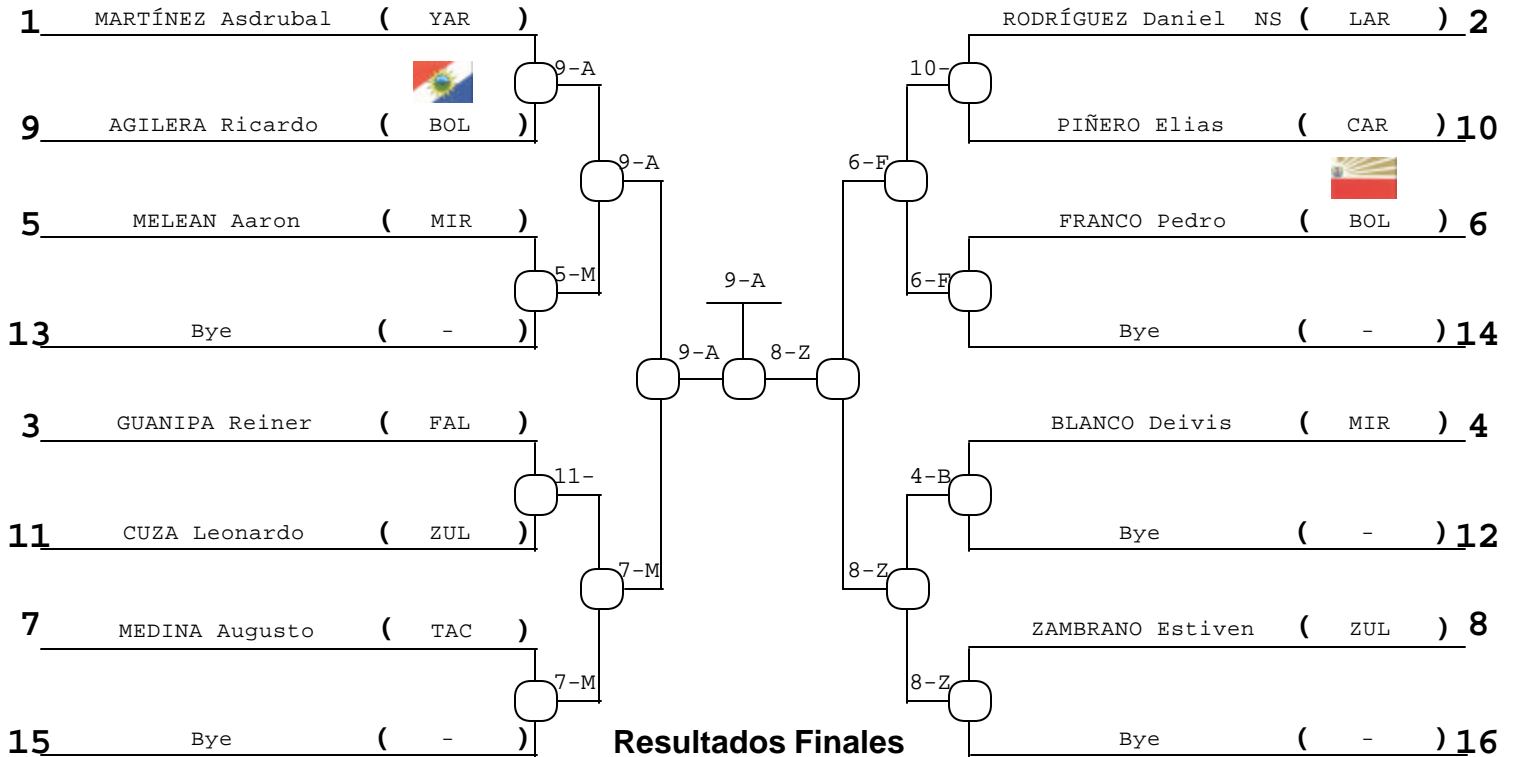 1 MARTÍNEZ Asdrubal ( YAR )
9-A
9 AGILERA Ricardo ( BOL )
9-A
5 MELEAN Aaron ( MIR )
5-M
13 Bye ( - )
9-A
3 GUANIPA Reiner ( FAL )
11-
11 CUZA Leonardo ( ZUL )
7-M
7 MEDINA Augusto ( TAC )
7-M
15 Bye ( - )
9-A
8-Z
RODRÍGUEZ Daniel NS ( LAR ) 2
10-
PIÑERO Elias ( CAR ) 10
6-F
FRANCO Pedro ( BOL ) 6
6-F
Bye ( - ) 14
BLANCO Deivis ( MIR ) 4
4-B
Bye ( - ) 12
8-Z
ZAMBRANO Estiven ( ZUL ) 8
8-Z
Bye ( - ) 16
Resultados Finales